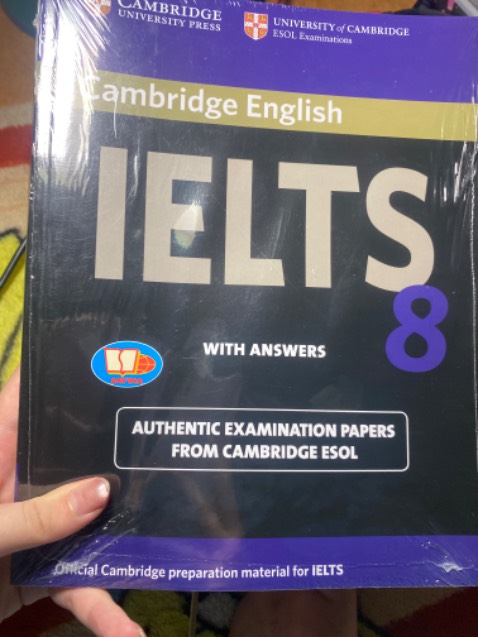 CAMBRIDGE
UNIVERSITY PRESS
UNIVERSITY of CAMBRIDGE
ESOL Examinations
Cambridge English
IELTS
8
WITH ANSWERS
AUTHENTIC EXAMINATION PAPERS
FROM CAMBRIDGE ESOL
Official Cambridge preparation material for IELTS